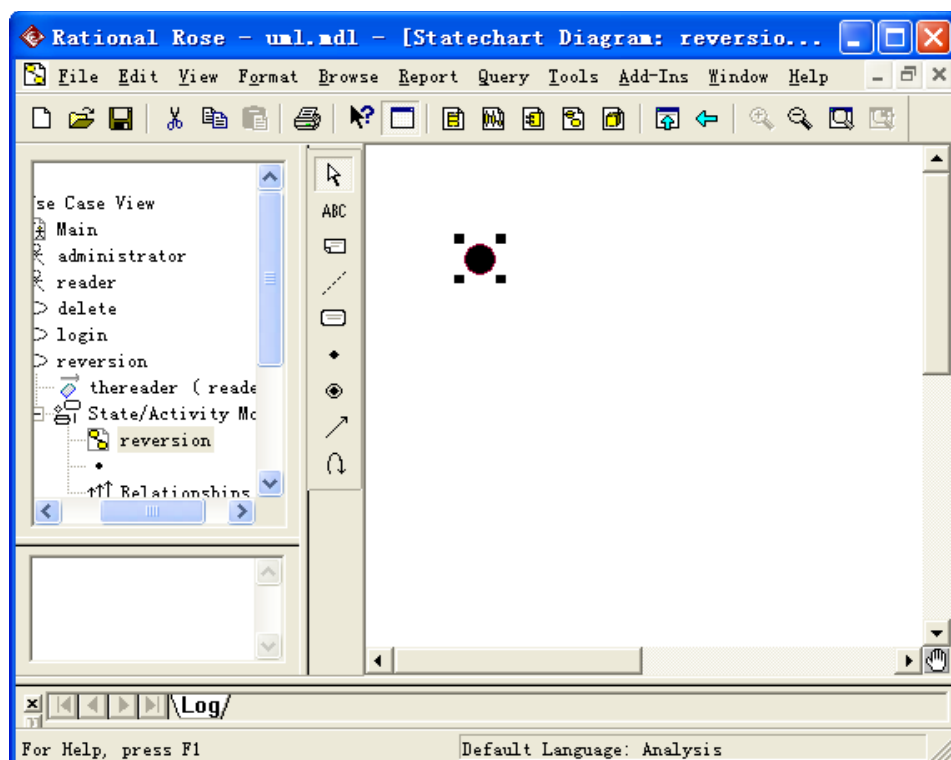 Rational Rose - uml.mdl - [Statechart Diagram: reversio...
File Edit View Format Browse Report Query Tools Add-Ins Window Help
se Case View
Main
administrator
reader
delete
login
reversion
thereader ( reade
State/Activity Mo
reversion
Relationships
ABC
Log
For Help, press F1
Default Language: Analysis